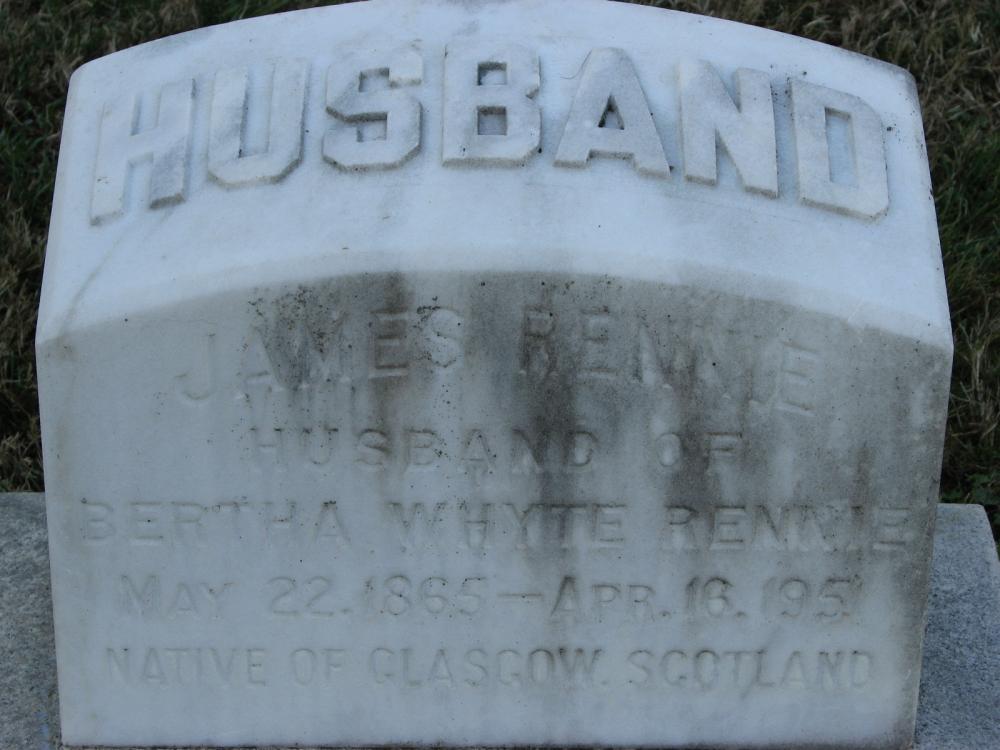 HUSBAND
JAMES RENNIE
HUSBAND OF
BERTHA WHYTE RENNIE
MAY 22. 1865 — APR. 16. 1951
NATIVE OF GLASGOW. SCOTLAND